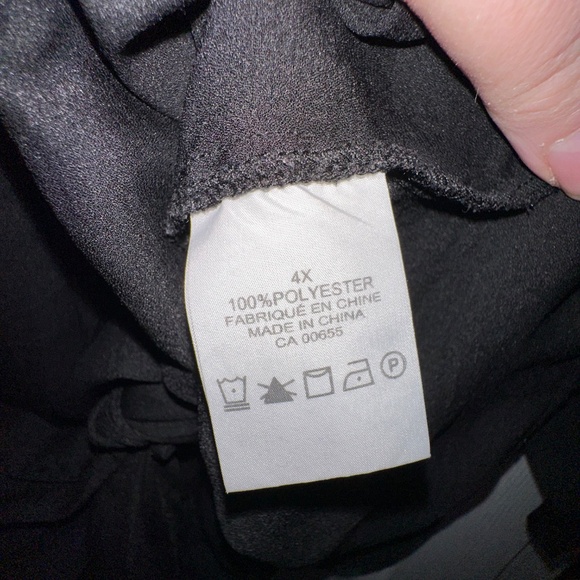 4X
100%POLYESTER
FABRIQUÉ EN CHINE
MADE IN CHINA
CA 00655
P